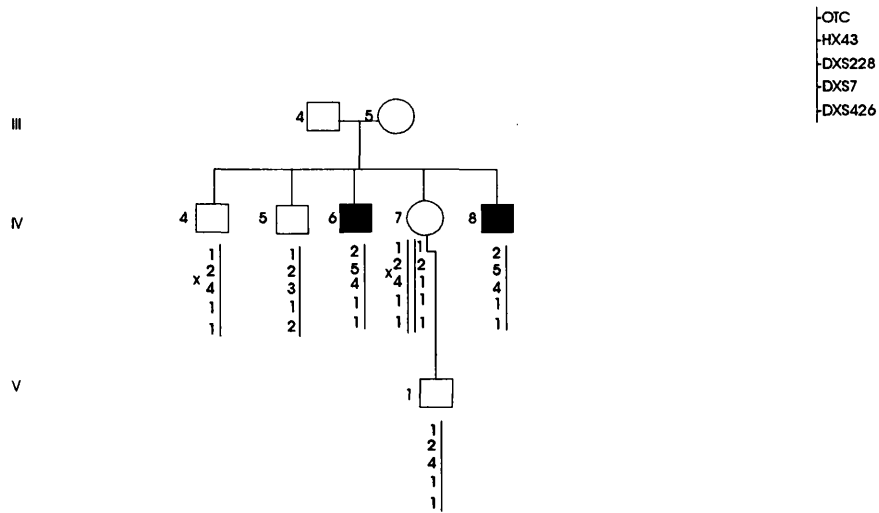 OTC
HX43
DXS228
DXS7
DXS426
III
4 5
IV
4 5 6 7 8
1 1 2 1 1 2
2 2 5 2 2 5
x 4 3 4 x 4 1 4
1 1 1 1 1 1
1 2 1 1 1 1
V
1
1
2
4
1
1